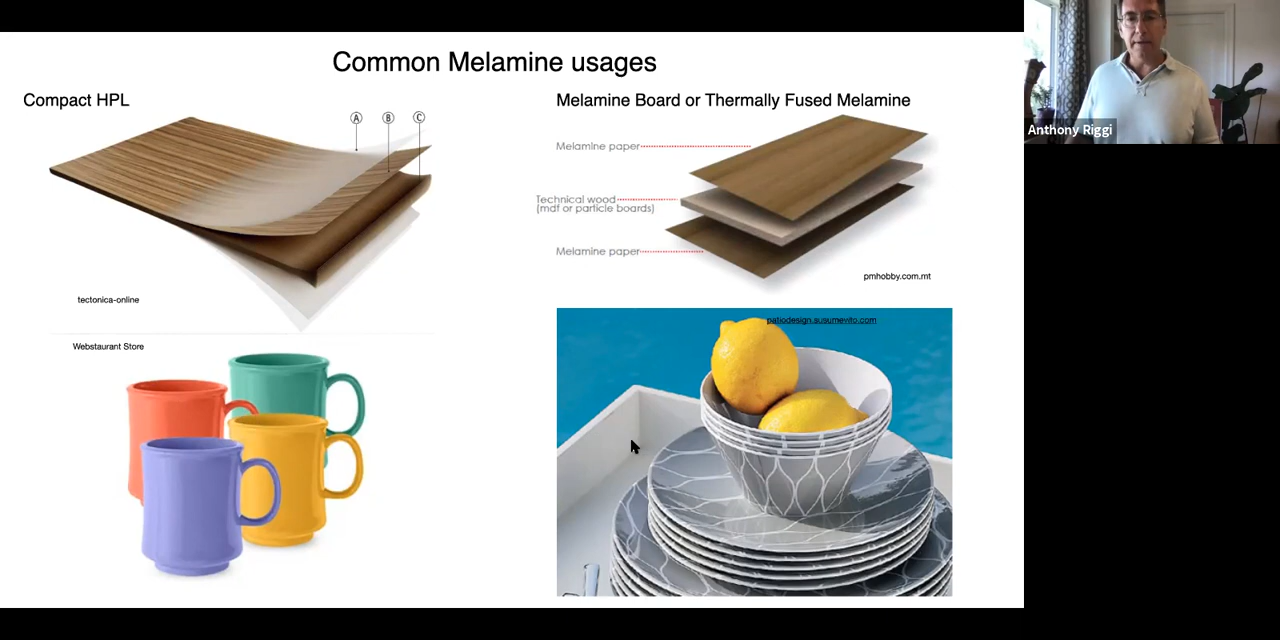 Common Melamine usages
Compact HPL
Melamine Board or Thermally Fused Melamine
A B C
Melamine paper
Technical wood
(mdf or particle boards)
Melamine paper
pmhobby.com.mt
tectonica-online
Webstaurant Store
patiodesign.susumewito.com
Anthony Riggi